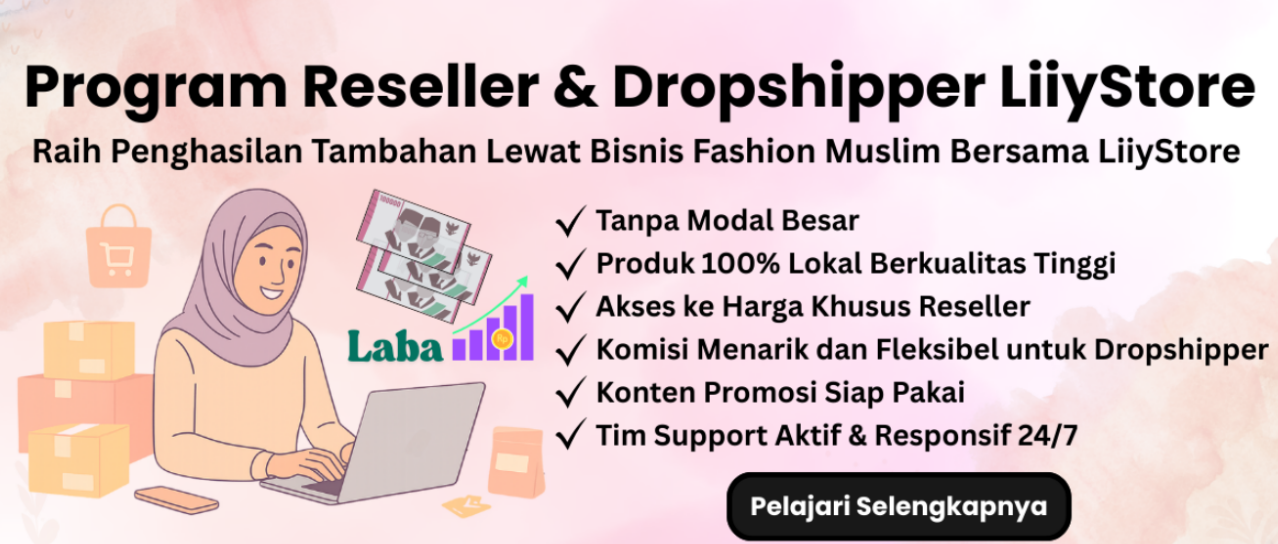 Program Reseller & Dropshipper LiiyStore
Raih Penghasilan Tambahan Lewat Bisnis Fashion Muslim Bersama LiiyStore
100000
Laba
Rp
✓ Tanpa Modal Besar
✓ Produk 100% Lokal Berkualitas Tinggi
✓ Akses ke Harga Khusus Reseller
✓ Komisi Menarik dan Fleksibel untuk Dropshipper
✓ Konten Promosi Siap Pakai
✓ Tim Support Aktif & Responsif 24/7
Pelajari Selengkapnya